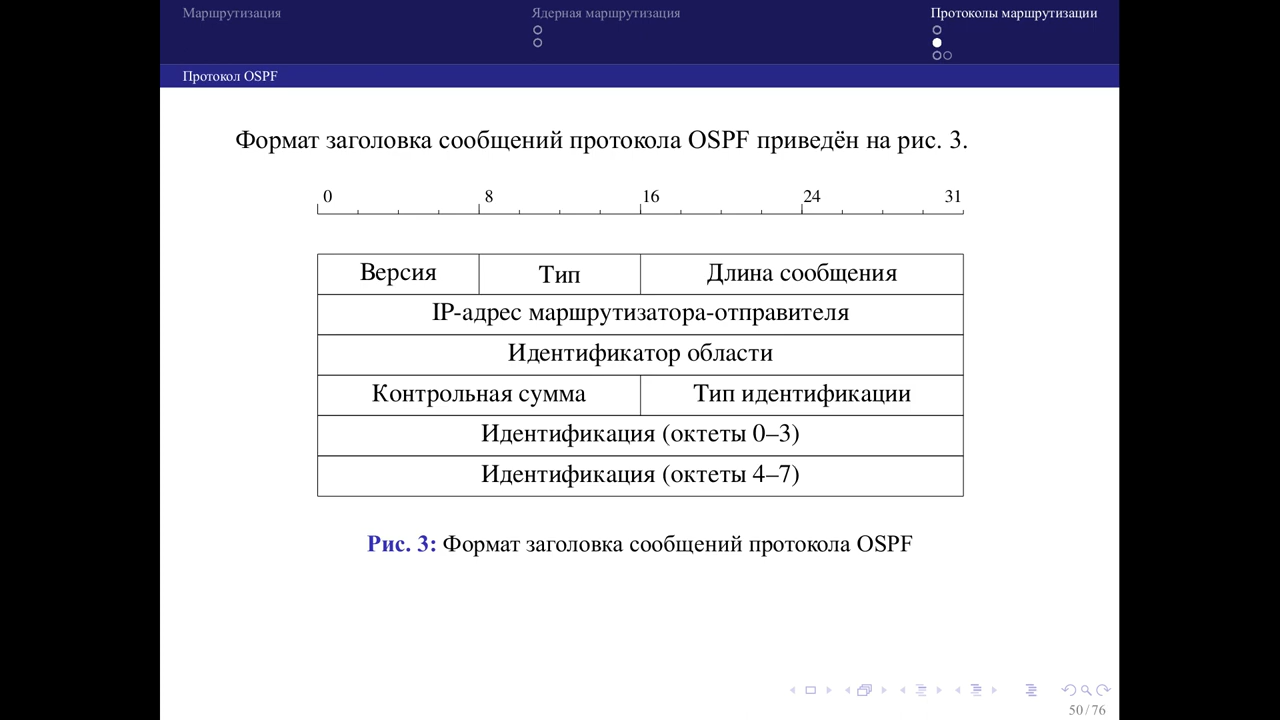 Маршрутизация Ядерная маршрутизация Протоколы маршрутизации
Протокол OSPF
Формат заголовка сообщений протокола OSPF приведён на рис. 3.
0 8 16 24 31
Версия Тип Длина сообщения
IP-адрес маршрутизатора-отправителя
Идентификатор области
Контрольная сумма Тип идентификации
Идентификация (октеты 0–3)
Идентификация (октеты 4–7)
Рис. 3: Формат заголовка сообщений протокола OSPF
50 / 76